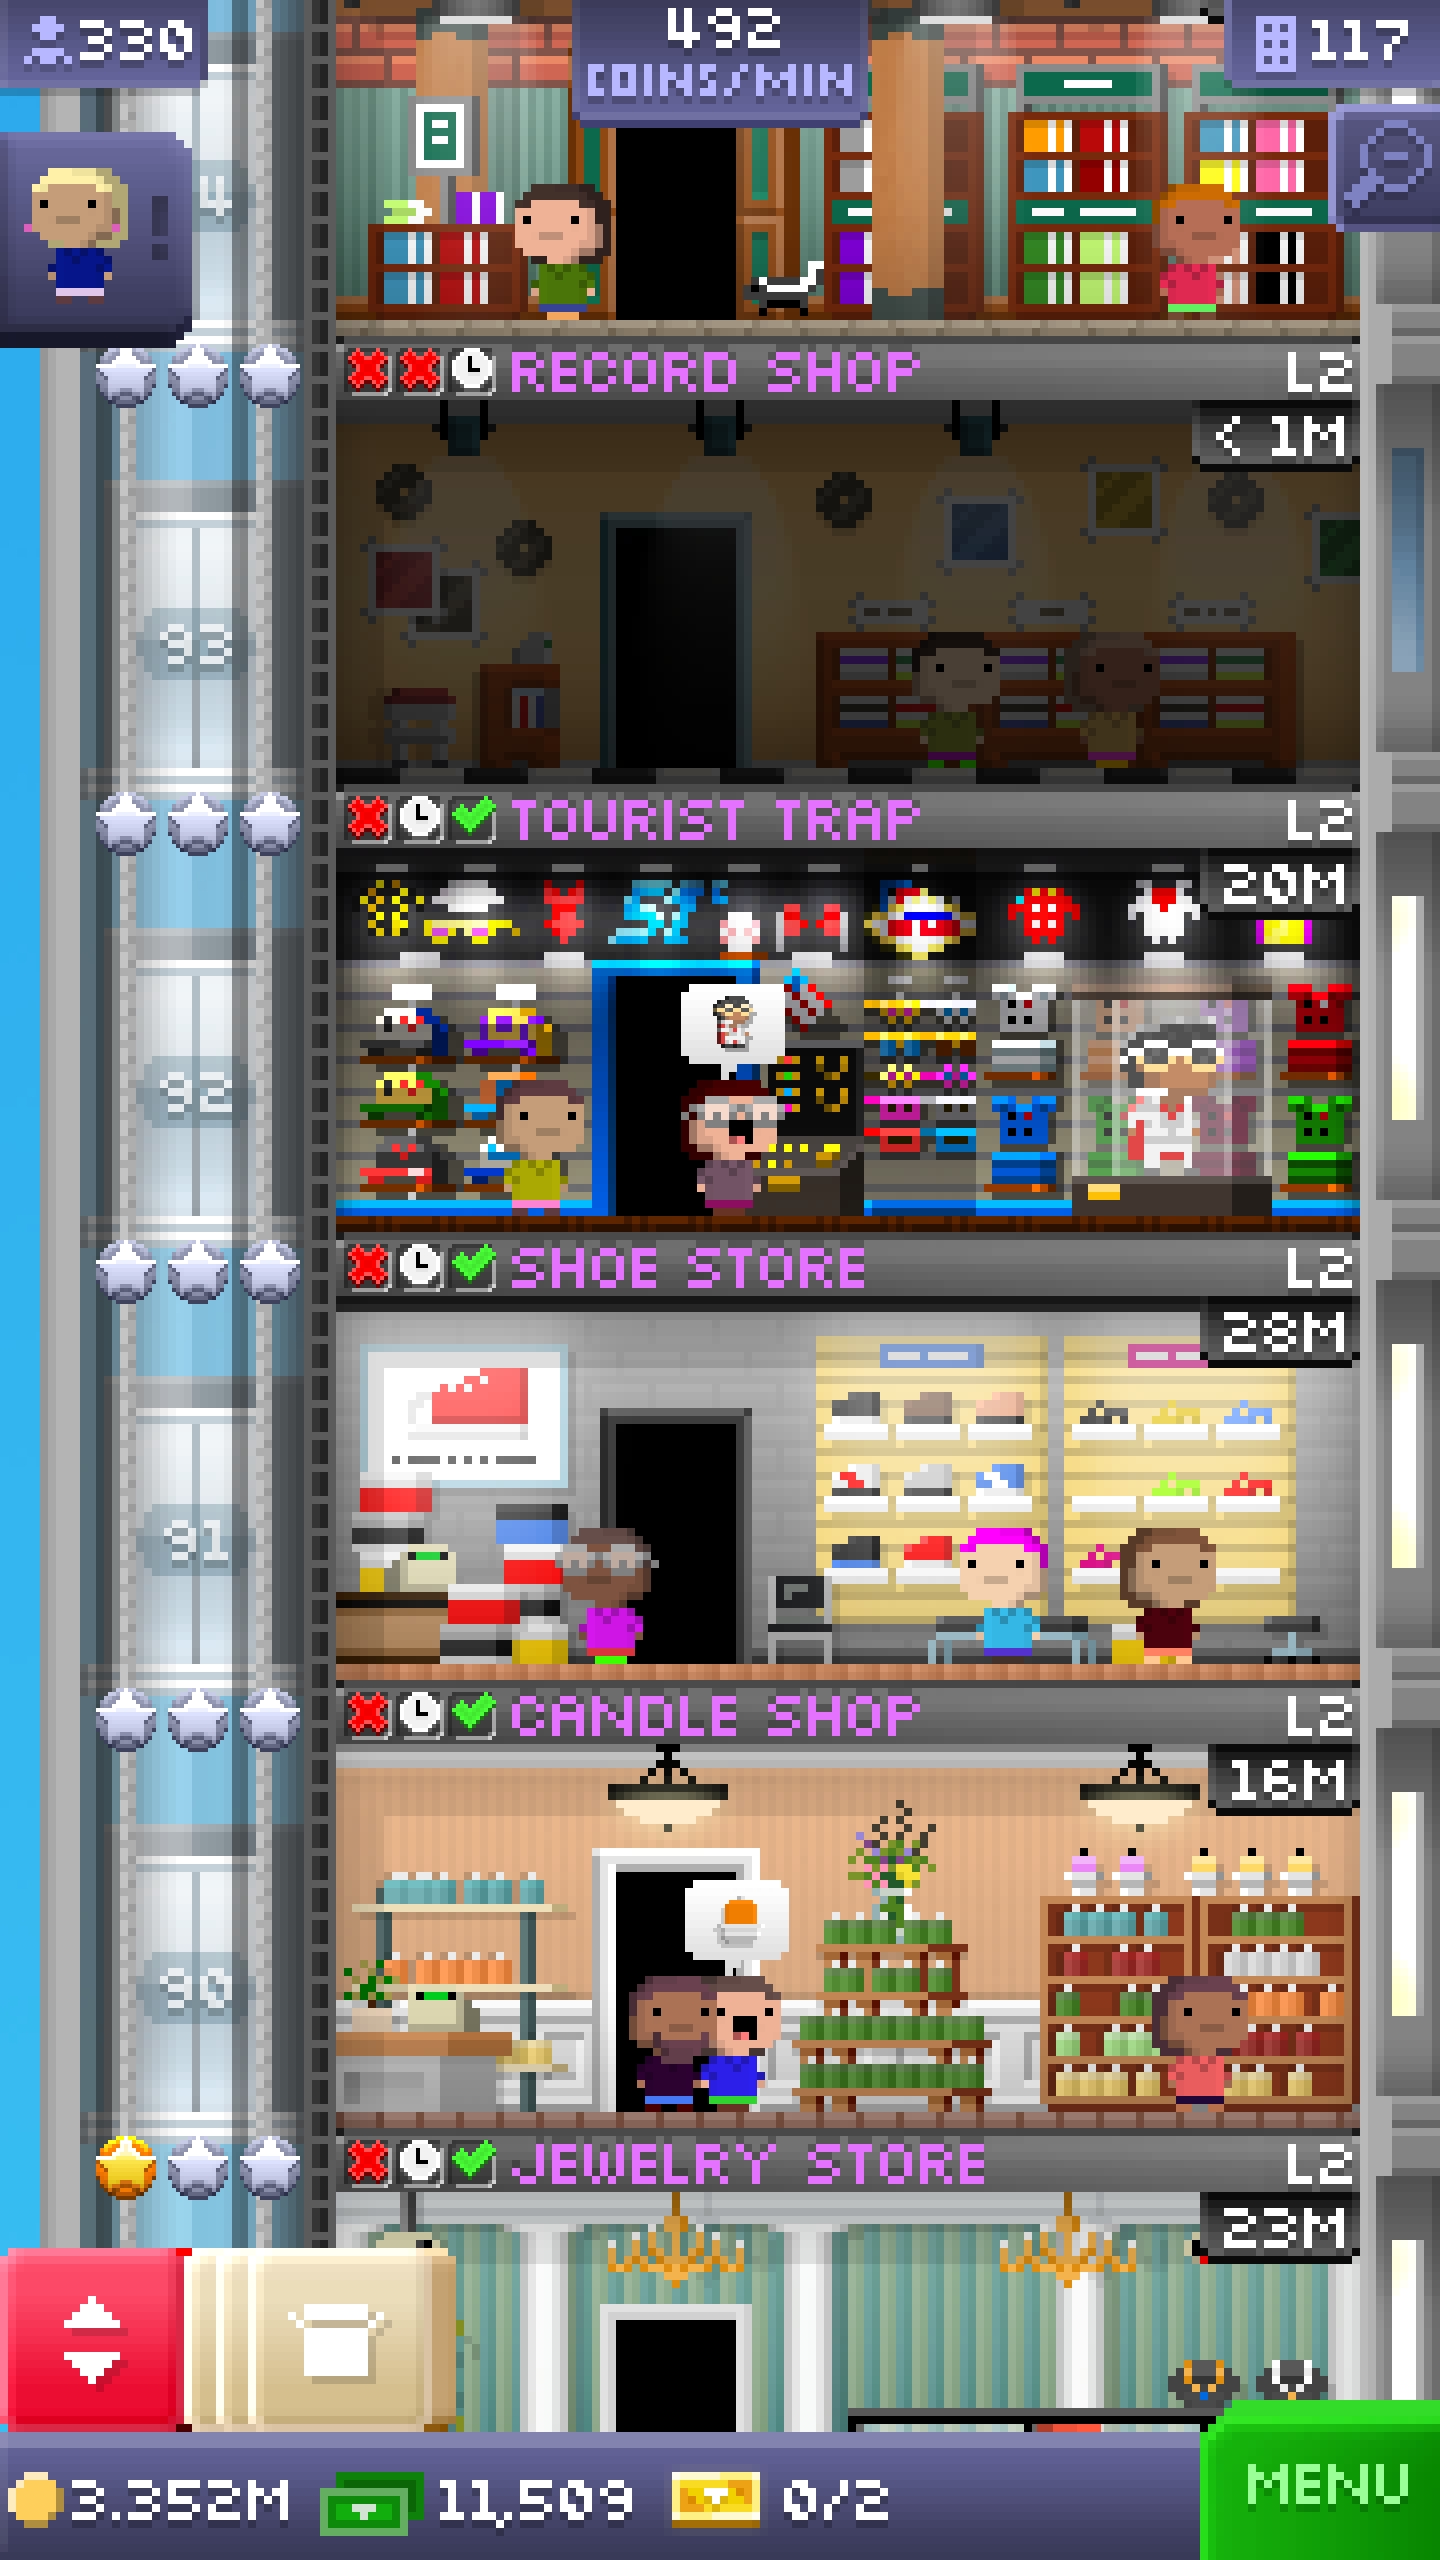 330
492
COINS/MIN
117
4
RECORD SHOP L2
< 1M
93
TOURIST TRAP L2
20M
92
SHOE STORE L2
28M
91
CANDLE SHOP L2
16M
90
JEWELRY STORE L2
23M
3.352M 11,509 0/2
MENU